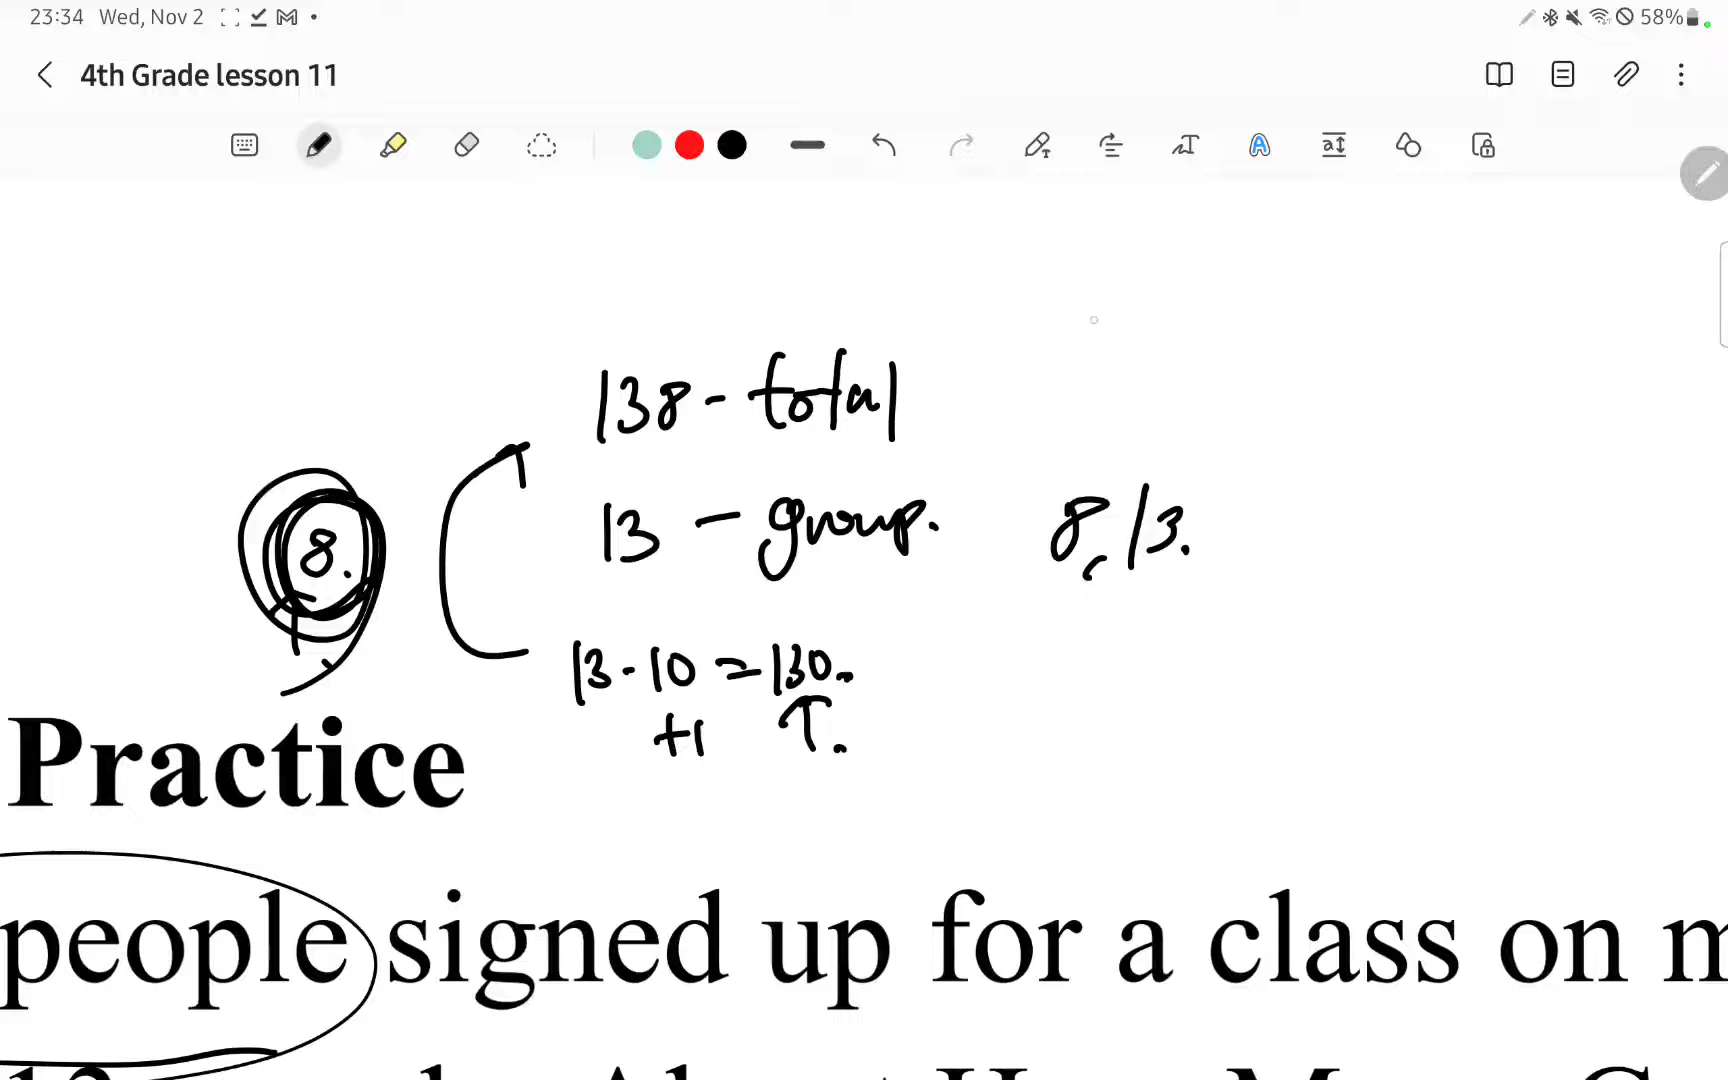 23:34 Wed, Nov 2
58%
4th Grade lesson 11
138 - total
13 - group. 8/13.
8.
13 · 10 = 130.
+1
Practice
people signed up for a class on